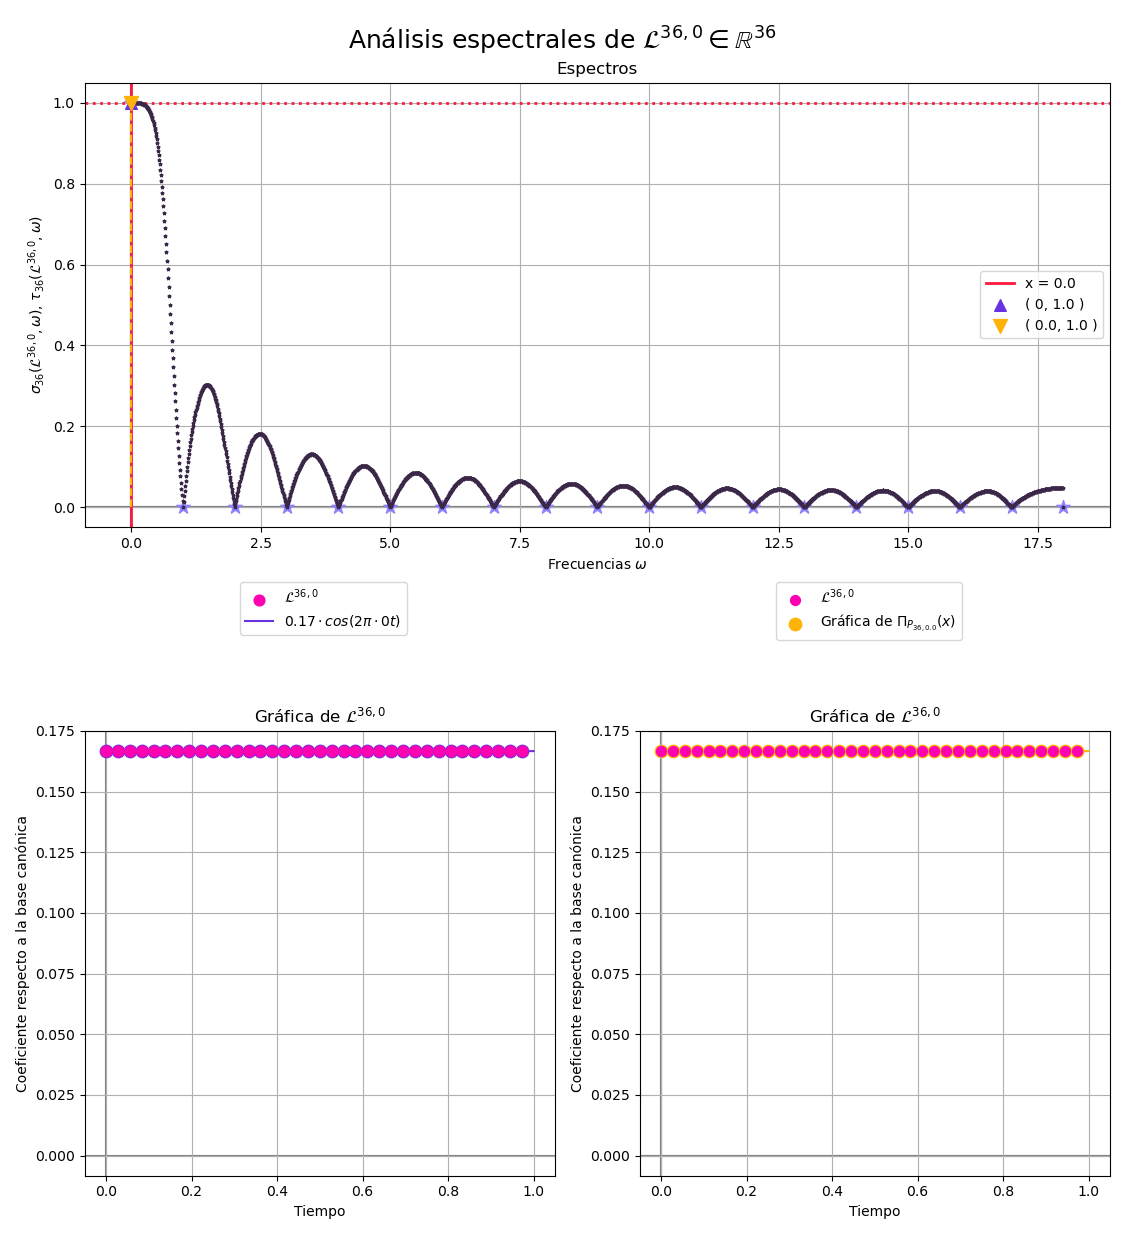 Análisis espectrales de 𝓛^{36,0} ∈ ℝ^{36}
Espectros
1.0
0.8
0.6
0.4
0.2
0.0
σ_{36}(𝓛^{36,0}, ω), τ_{36}(𝓛^{36,0}, ω)
x = 0.0
( 0, 1.0 )
( 0.0, 1.0 )
0.0 2.5 5.0 7.5 10.0 12.5 15.0 17.5
Frecuencias ω
𝓛^{36,0}
0.17 · cos(2π · 0t)
𝓛^{36,0}
Gráfica de Π_{P_{36,0.0}}(x)
Gráfica de 𝓛^{36,0}
0.175
0.150
0.125
0.100
0.075
0.050
0.025
0.000
Coeficiente respecto a la base canónica
0.0 0.2 0.4 0.6 0.8 1.0
Tiempo
Gráfica de 𝓛^{36,0}
0.175
0.150
0.125
0.100
0.075
0.050
0.025
0.000
Coeficiente respecto a la base canónica
0.0 0.2 0.4 0.6 0.8 1.0
Tiempo